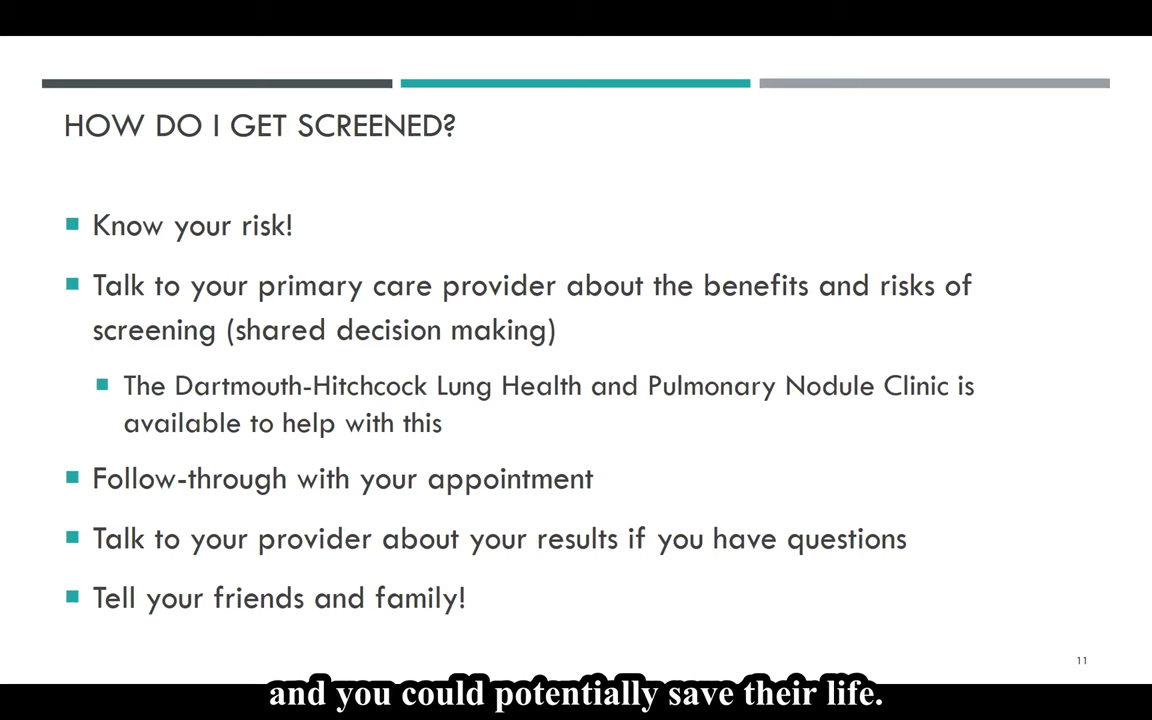 HOW DO I GET SCREENED?
Know your risk!
Talk to your primary care provider about the benefits and risks of
screening (shared decision making)
The Dartmouth-Hitchcock Lung Health and Pulmonary Nodule Clinic is
available to help with this
Follow-through with your appointment
Talk to your provider about your results if you have questions
Tell your friends and family!
11
and you could potentially save their life.